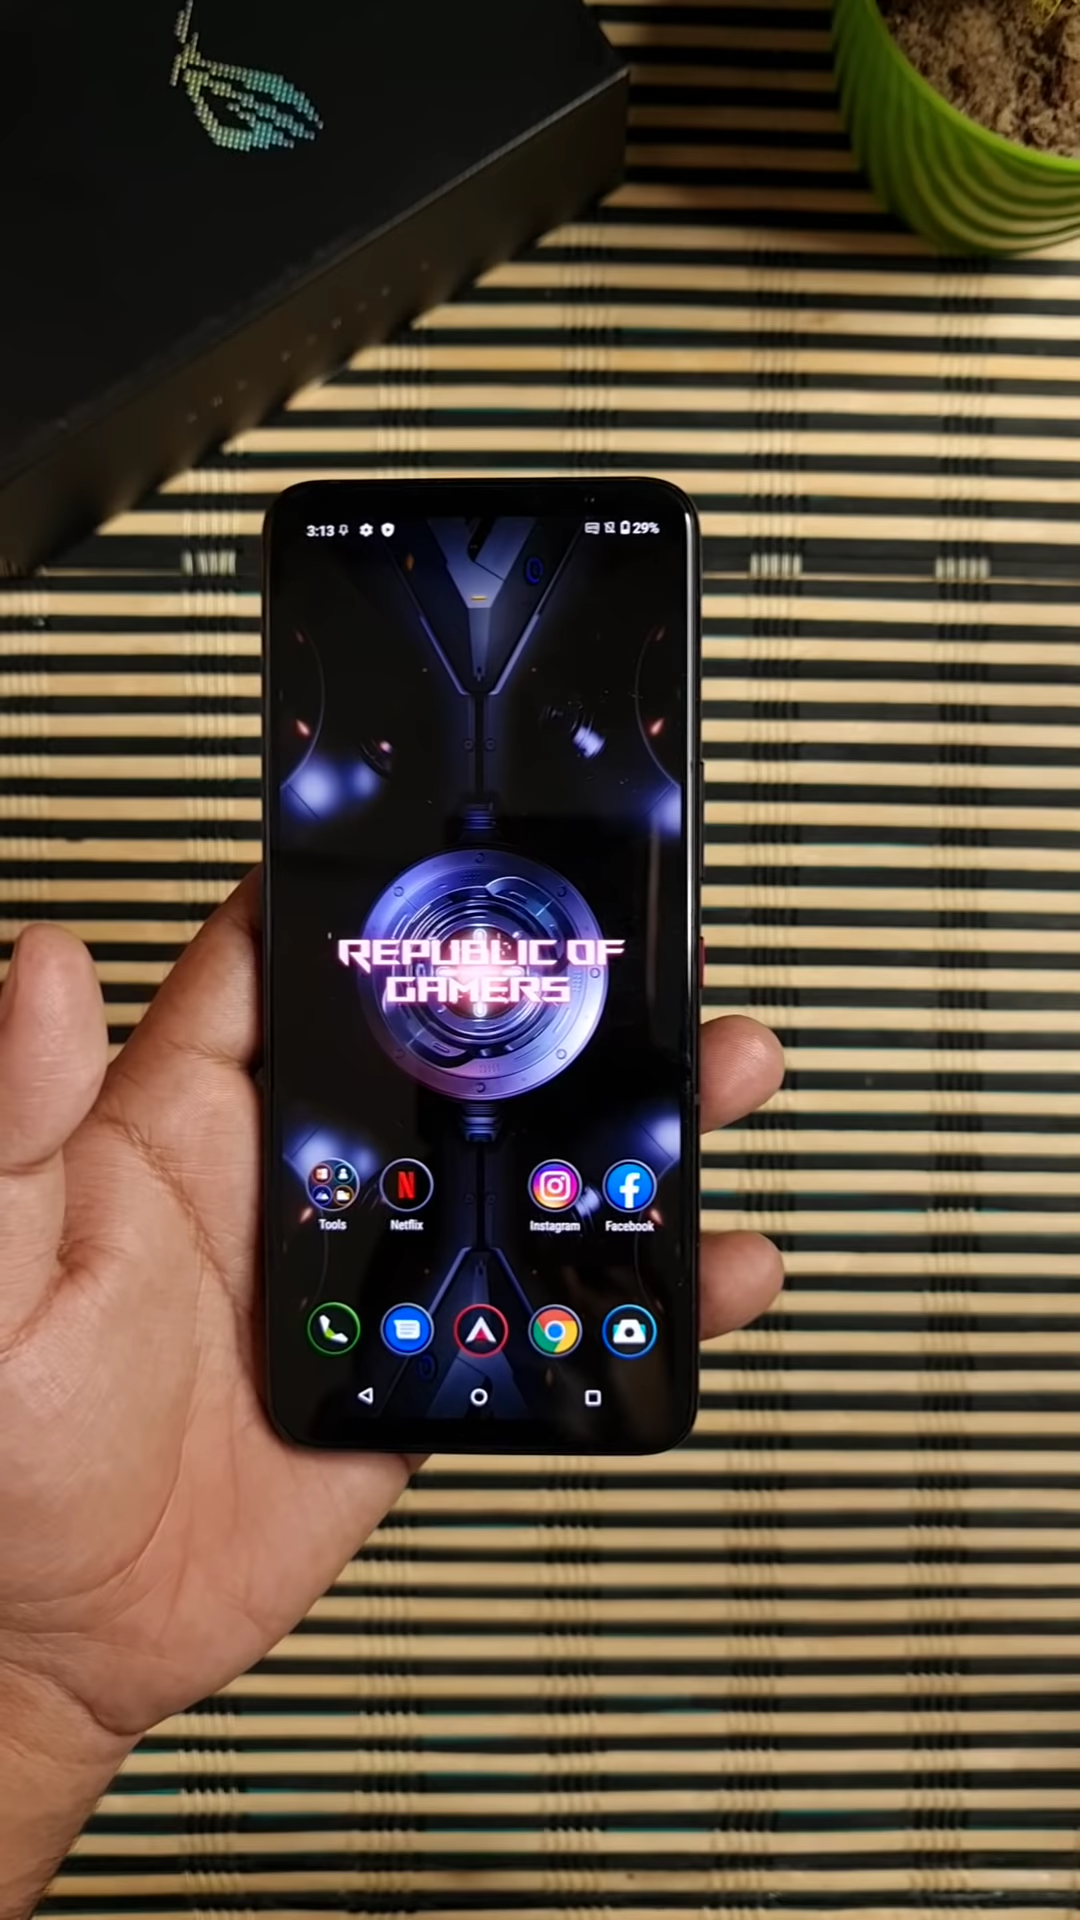 3:13
29%
REPUBLIC OF
GAMERS
Tools
Netflix
Instagram
Facebook